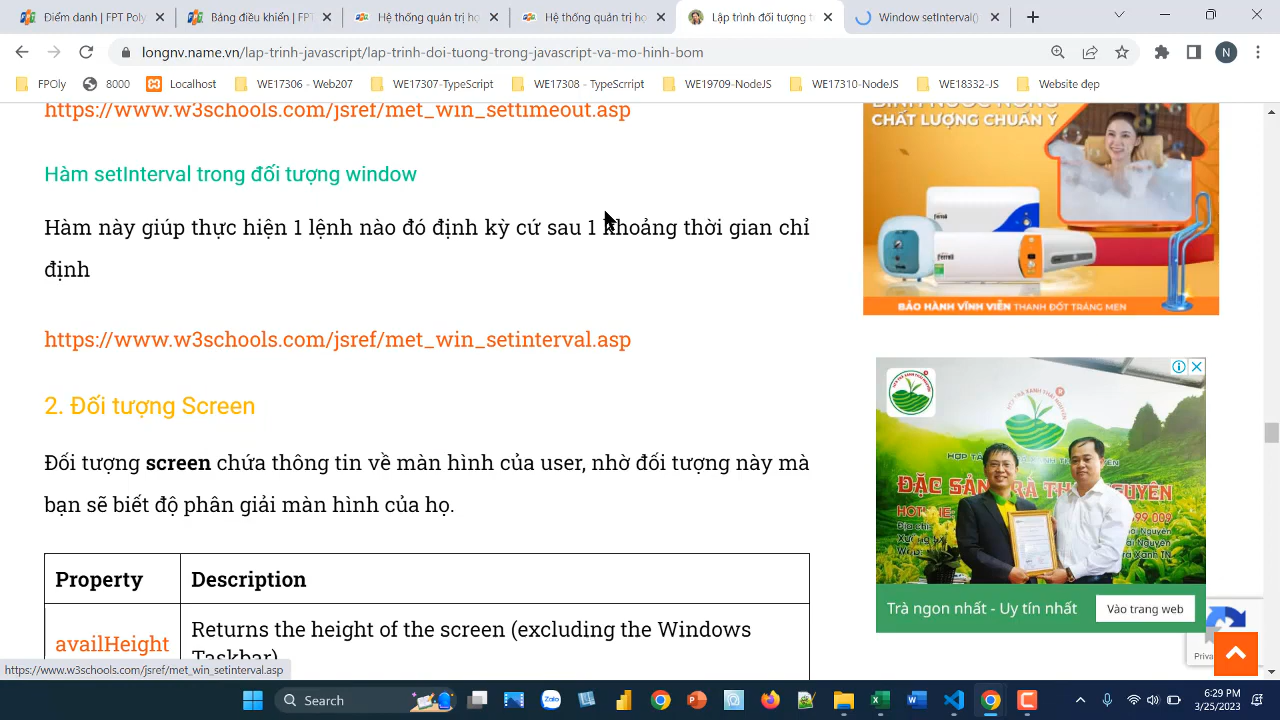 Điểm danh | FPT Poly
Bảng điều khiển | FPT
Hệ thống quản trị h
Hệ thống quản trị h
Lập trình đối tượng t
Window setInterval()
longnv.name.vn/lap-trinh-javascript/lap-trinh-doi-tuong-trong-javascript-va-mo-hinh-bom
FPOly
8000
Localhost
WE17306 - Web207
WE17307-TypeScript
WE17308 - TypeScrript
WE19709-NodeJS
WE17310-NodeJS
WE18332-JS
Website đẹp
https://www.w3schools.com/jsref/met_win_settimeout.asp
Hàm setInterval trong đối tượng window
Hàm này giúp thực hiện 1 lệnh nào đó định kỳ cứ sau 1 khoảng thời gian chỉ
định
https://www.w3schools.com/jsref/met_win_setinterval.asp
2. Đối tượng Screen
Đối tượng screen chứa thông tin về màn hình của user, nhờ đối tượng này mà
bạn sẽ biết độ phân giải màn hình của họ.
Property Description
availHeight Returns the height of the screen (excluding the Windows
Taskbar)
BÌNH NƯỚC NÓNG
CHẤT LƯỢNG CHUẨN Ý
BẢO HÀNH VĨNH VIỄN THANH ĐỐT TRÁNG MEN
ĐẶC SẢN TRÀ THÁI NGUYÊN
Trà ngon nhất - Uy tín nhất
Vào trang web
https://www.w3schools.com/jsref/met_win_setinterval.asp
Search
6:29 PM
3/25/2023